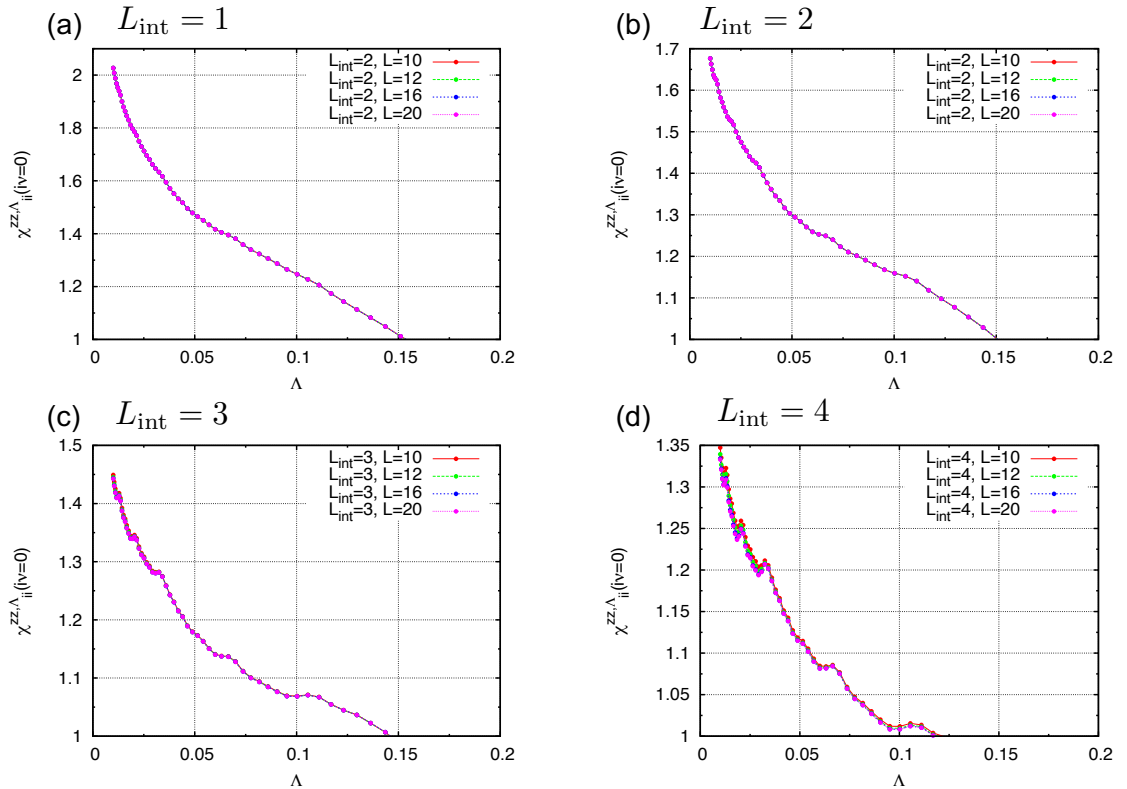 (a) L_int = 1
L_int=2, L=10
L_int=2, L=12
L_int=2, L=16
L_int=2, L=20
χ^zz,Λ_ii(iν=0)
2
1.8
1.6
1.4
1.2
1
0 0.05 0.1 0.15 0.2
Λ
(b) L_int = 2
L_int=2, L=10
L_int=2, L=12
L_int=2, L=16
L_int=2, L=20
χ^zz,Λ_ii(iν=0)
1.7
1.6
1.5
1.4
1.3
1.2
1.1
1
0 0.05 0.1 0.15 0.2
Λ
(c) L_int = 3
L_int=3, L=10
L_int=3, L=12
L_int=3, L=16
L_int=3, L=20
χ^zz,Λ_ii(iν=0)
1.5
1.4
1.3
1.2
1.1
1
0 0.05 0.1 0.15 0.2
Λ
(d) L_int = 4
L_int=4, L=10
L_int=4, L=12
L_int=4, L=16
L_int=4, L=20
χ^zz,Λ_ii(iν=0)
1.35
1.3
1.25
1.2
1.15
1.1
1.05
1
0 0.05 0.1 0.15 0.2
Λ